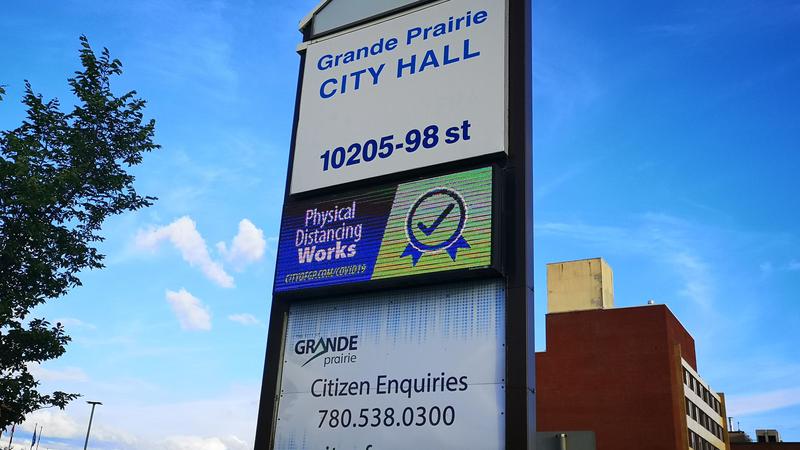 Grande Prairie
CITY HALL
10205-98 st
Physical
Distancing
Works
CITYOFGP.COM/COVID19
GRANDE
prairie
Citizen Enquiries
780.538.0300